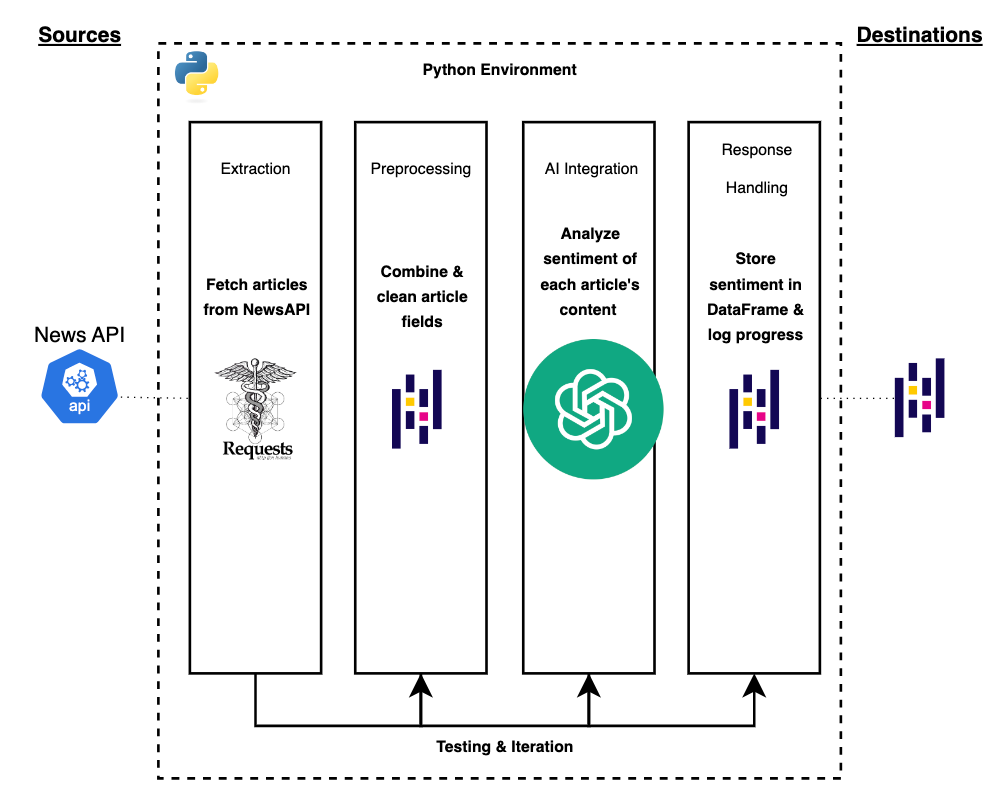 Sources
Destinations
Python Environment
Extraction
Fetch articles
from NewsAPI
Requests
Preprocessing
Combine &
clean article
fields
AI Integration
Analyze
sentiment of
each article's
content
Response
Handling
Store
sentiment in
DataFrame &
log progress
News API
api
Testing & Iteration